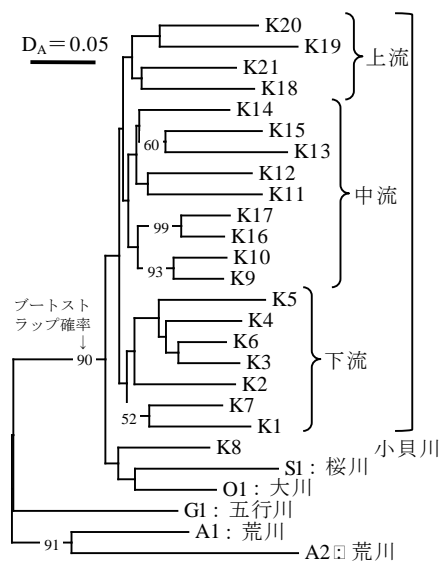 D_A＝0.05
K20
K19
K21
K18
上流
K14
K15
60
K13
K12
K11
中流
K17
99
K16
K10
93
K9
ブートスト
ラップ確率
↓
90
K5
K4
K6
K3
K2
下流
K7
52
K1
小貝川
K8
S1：桜川
O1：大川
G1：五行川
A1：荒川
91
A2□荒川